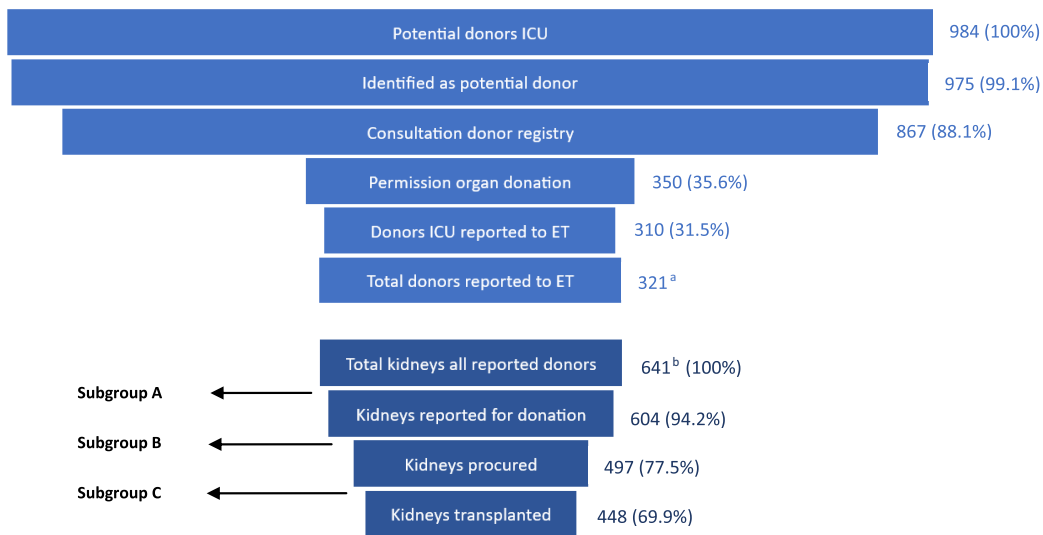 Potential donors ICU 984 (100%)
Identified as potential donor 975 (99.1%)
Consultation donor registry 867 (88.1%)
Permission organ donation 350 (35.6%)
Donors ICU reported to ET 310 (31.5%)
Total donors reported to ET 321a
Total kidneys all reported donors 641b (100%)
Subgroup A
Kidneys reported for donation 604 (94.2%)
Subgroup B
Kidneys procured 497 (77.5%)
Subgroup C
Kidneys transplanted 448 (69.9%)